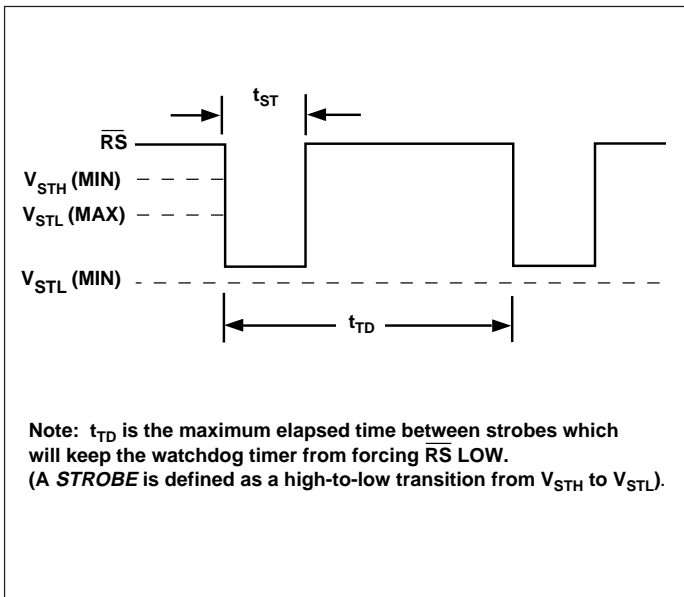 tST
R̅S̅
VSTH (MIN)
VSTL (MAX)
VSTL (MIN)
tTD
Note: tTD is the maximum elapsed time between strobes which
will keep the watchdog timer from forcing R̅S̅ LOW.
(A STROBE is defined as a high-to-low transition from VSTH to VSTL).